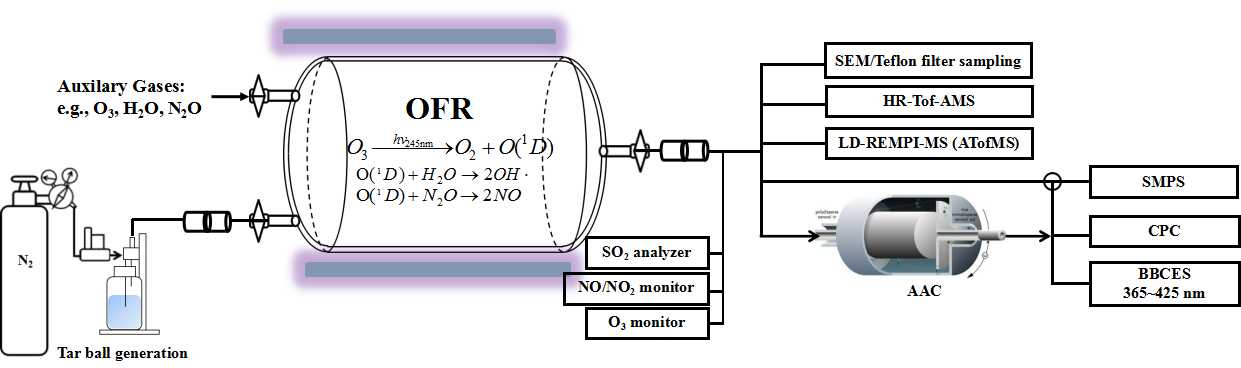 Auxilary Gases:
e.g., O₃, H₂O, N₂O
N₂
Tar ball generation
OFR
O₃ hν₂₄₅ₙₘ → O₂ + O(¹D)
O(¹D) + H₂O → 2OH ·
O(¹D) + N₂O → 2NO
SO₂ analyzer
NO/NO₂ monitor
O₃ monitor
SEM/Teflon filter sampling
HR-Tof-AMS
LD-REMPI-MS (ATofMS)
AAC
SMPS
CPC
BBCES
365~425 nm